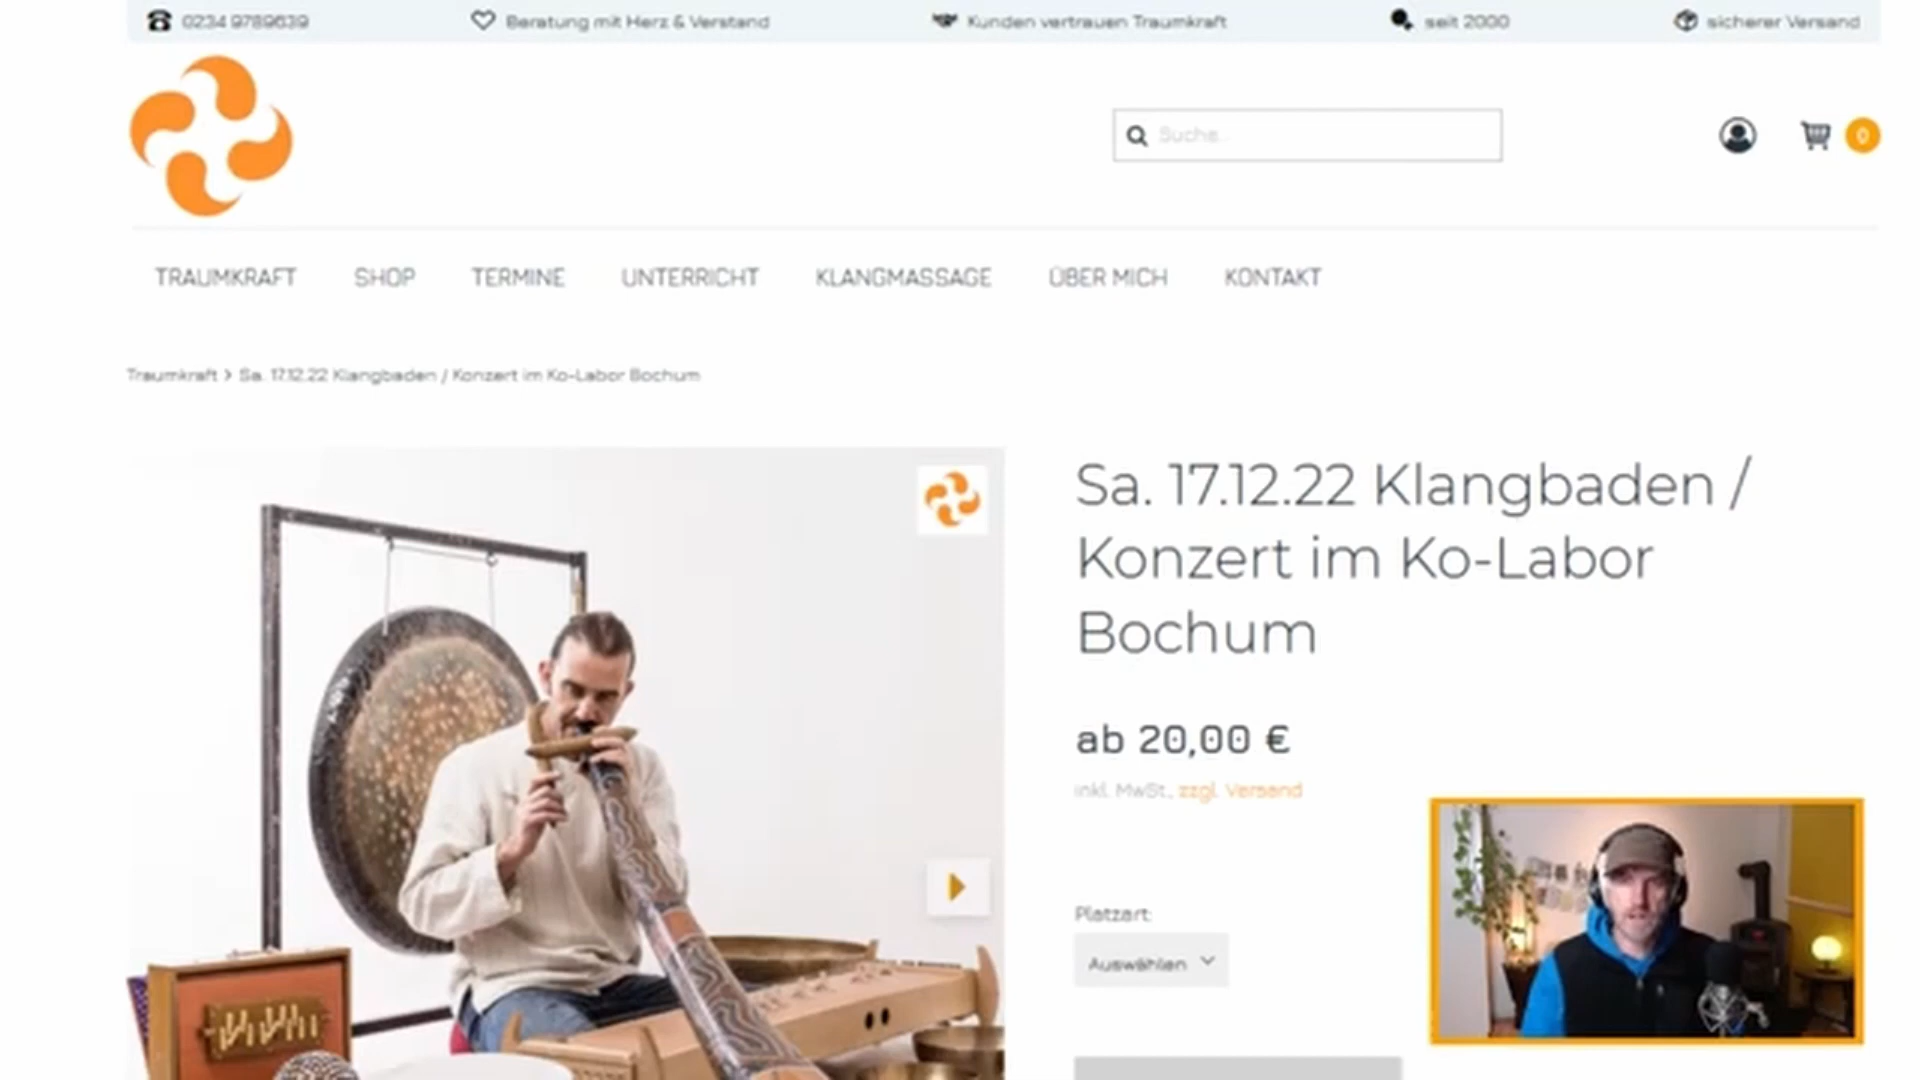 0234 9789639
Beratung mit Herz & Verstand
Kunden vertrauen Traumkraft
seit 2000
sicherer Versand
Suche...
0
TRAUMKRAFT
SHOP
TERMINE
UNTERRICHT
KLANGMASSAGE
ÜBER MICH
KONTAKT
Traumkraft > Sa. 17.12.22 Klangbaden / Konzert im Ko-Labor Bochum
Sa. 17.12.22 Klangbaden /
Konzert im Ko-Labor
Bochum
ab 20,00 €
inkl. MwSt., zzgl. Versand
Platzart:
Auswählen